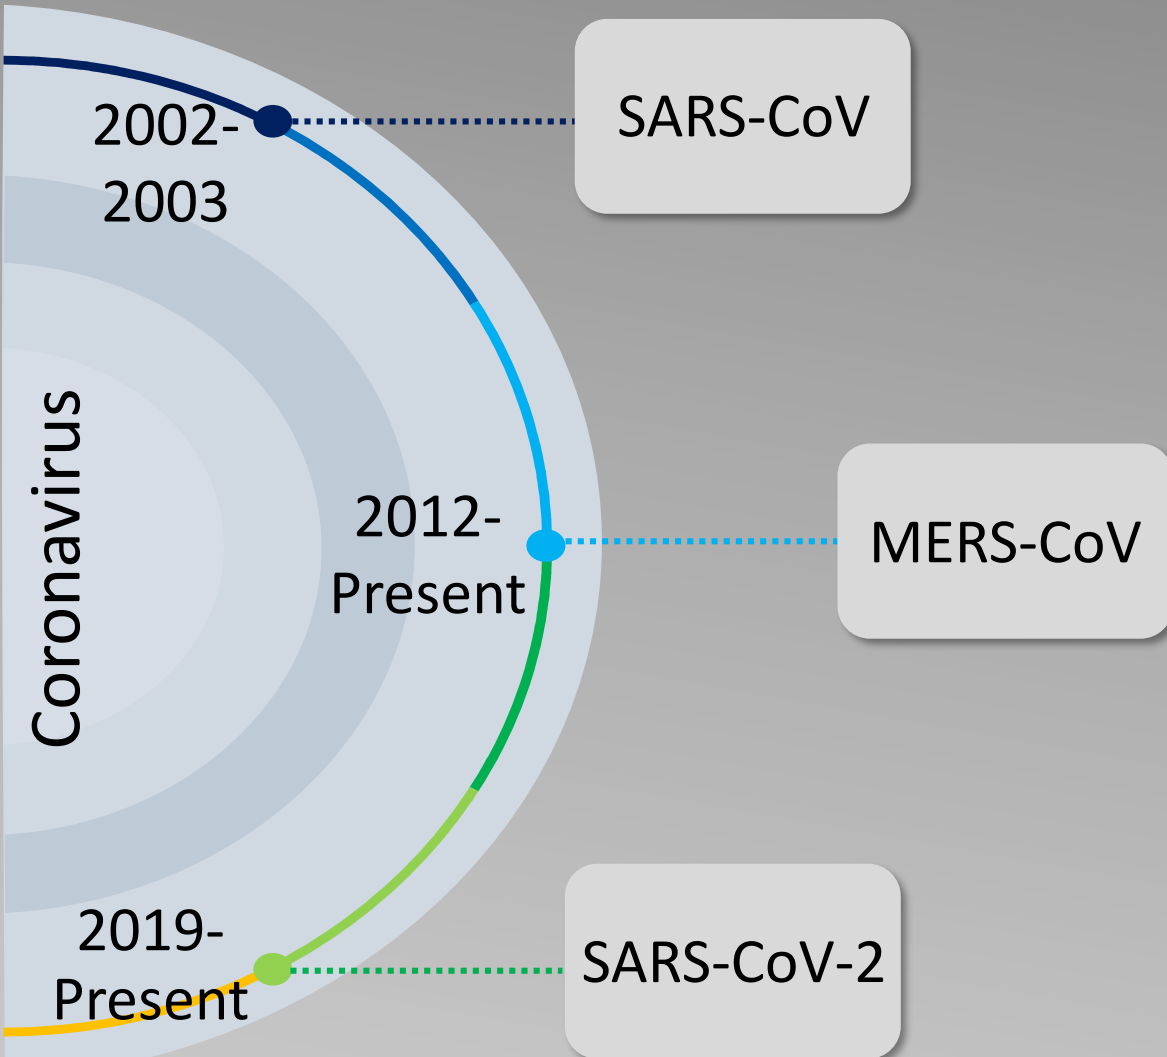 Coronavirus
2002-
2003
SARS-CoV
2012-
Present
MERS-CoV
2019-
Present
SARS-CoV-2